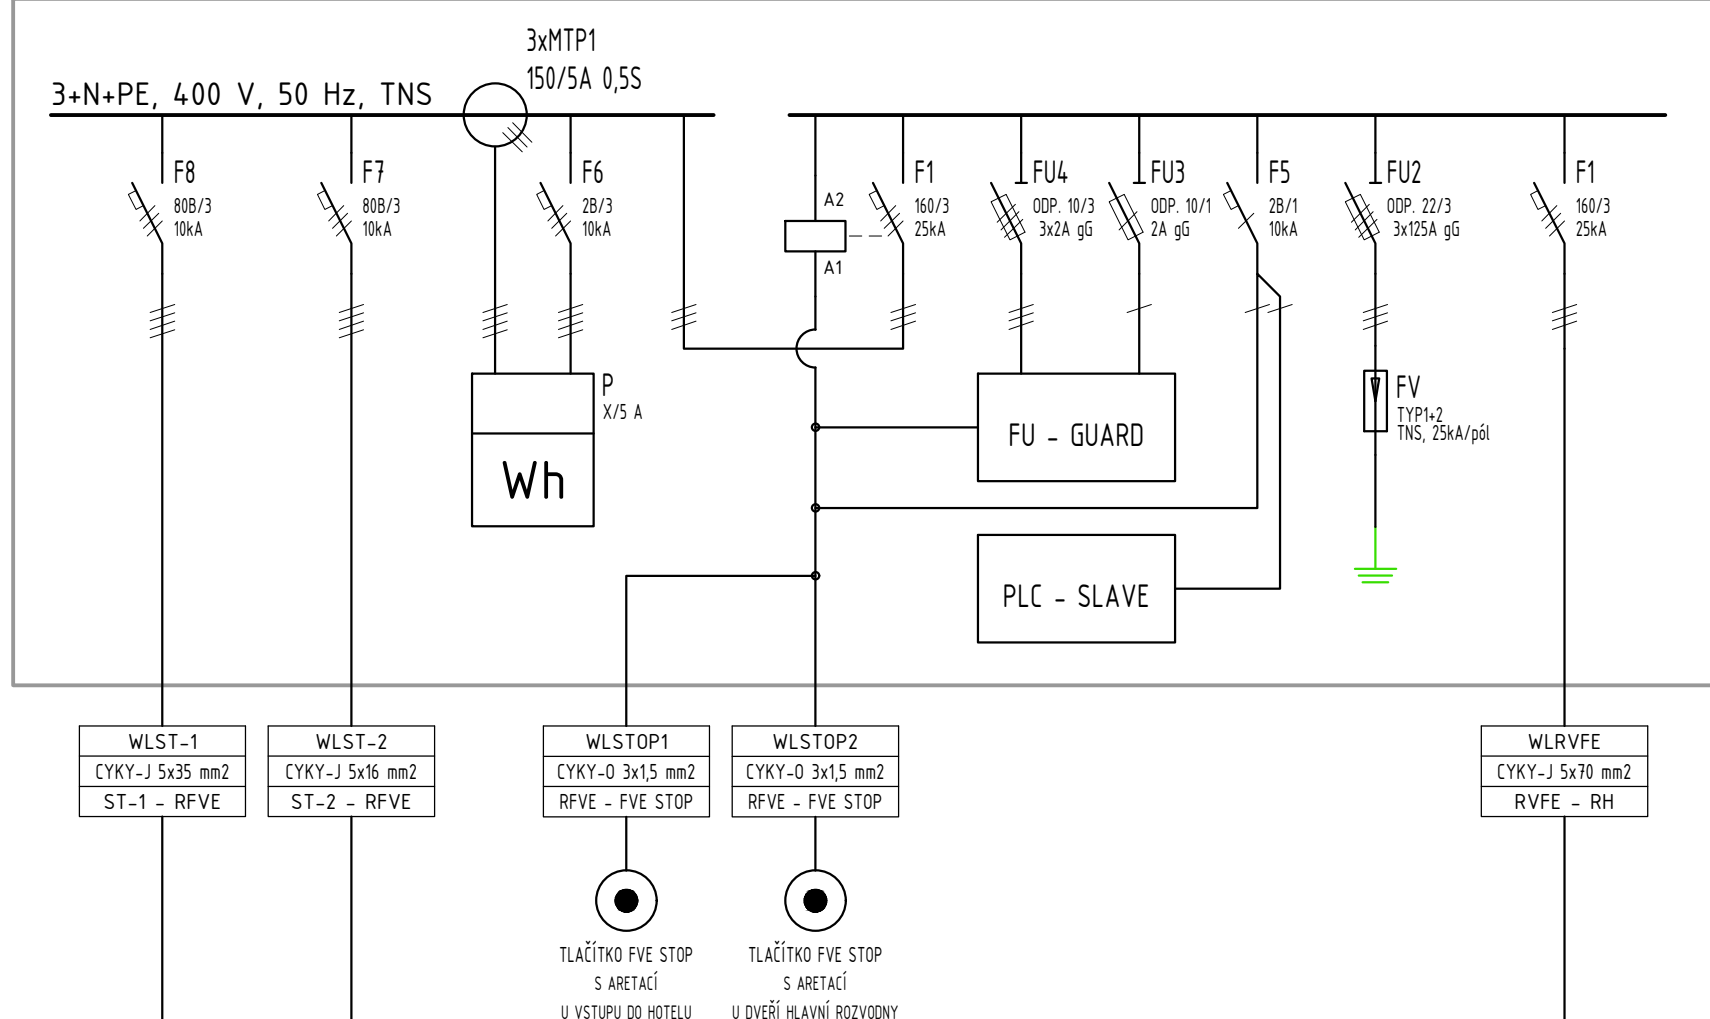 3xMTP1
150/5A 0,5S
3+N+PE, 400 V, 50 Hz, TNS
F8
80B/3
10kA
F7
80B/3
10kA
F6
2B/3
10kA
A2
A1
F1
160/3
25kA
FU4
ODP. 10/3
3x2A gG
FU3
ODP. 10/1
2A gG
F5
2B/1
10kA
FU2
ODP. 22/3
3x125A gG
F1
160/3
25kA
P
X/5 A
Wh
FU - GUARD
FV
TYP1+2
TNS, 25kA/pól
PLC - SLAVE
WLST-1
CYKY-J 5x35 mm2
ST-1 - RFVE
WLST-2
CYKY-J 5x16 mm2
ST-2 - RFVE
WLSTOP1
CYKY-O 3x1,5 mm2
RFVE - FVE STOP
WLSTOP2
CYKY-O 3x1,5 mm2
RFVE - FVE STOP
WLRVFE
CYKY-J 5x70 mm2
RVFE - RH
TLAČÍTKO FVE STOP
S ARETACÍ
U VSTUPU DO HOTELU
TLAČÍTKO FVE STOP
S ARETACÍ
U DVEŘÍ HLAVNÍ ROZVODNY